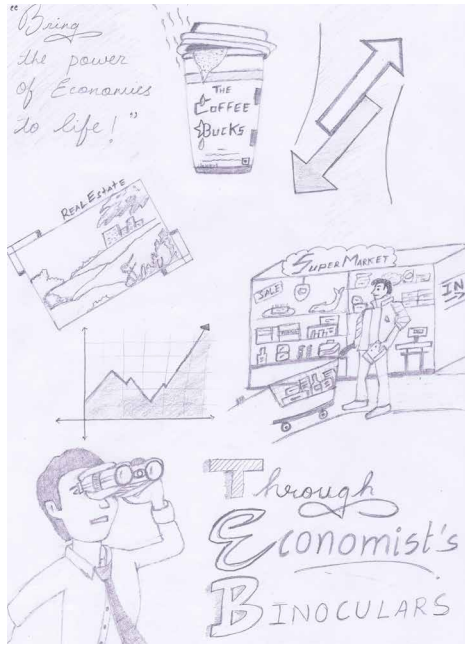 "Bring
the power
of Economics
to life!"
THE
COFFEE
BUCKS
REAL ESTATE
SUPER MARKET
SALE
IN
Through
Economist's
BINOCULARS